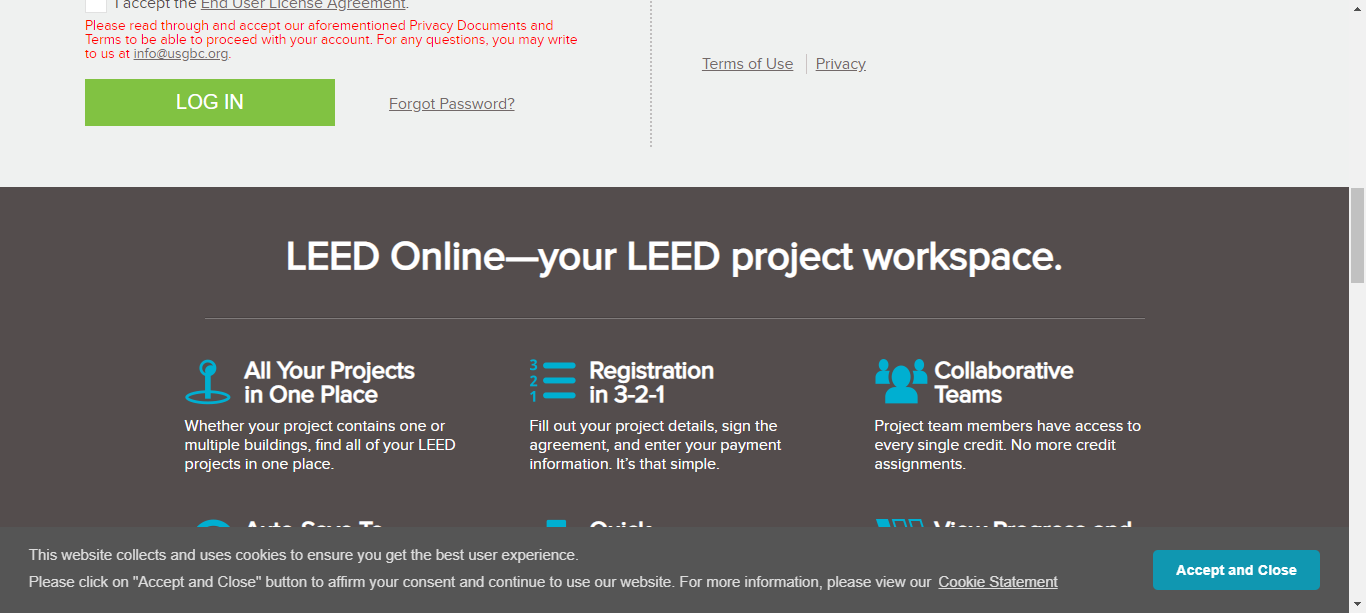 I accept the End User License Agreement.
Please read through and accept our aforementioned Privacy Documents and
Terms to be able to proceed with your account. For any questions, you may write
to us at info@usgbc.org.
LOG IN
Forgot Password?
Terms of Use
Privacy
LEED Online—your LEED project workspace.
3
2
1
All Your Projects
in One Place
Whether your project contains one or
multiple buildings, find all of your LEED
projects in one place.
Registration
in 3-2-1
Fill out your project details, sign the
agreement, and enter your payment
information. It's that simple.
Collaborative
Teams
Project team members have access to
every single credit. No more credit
assignments.
Auto Save To
Quick
View Progress and
This website collects and uses cookies to ensure you get the best user experience.
Please click on "Accept and Close" button to affirm your consent and continue to use our website. For more information, please view our Cookie Statement
Accept and Close